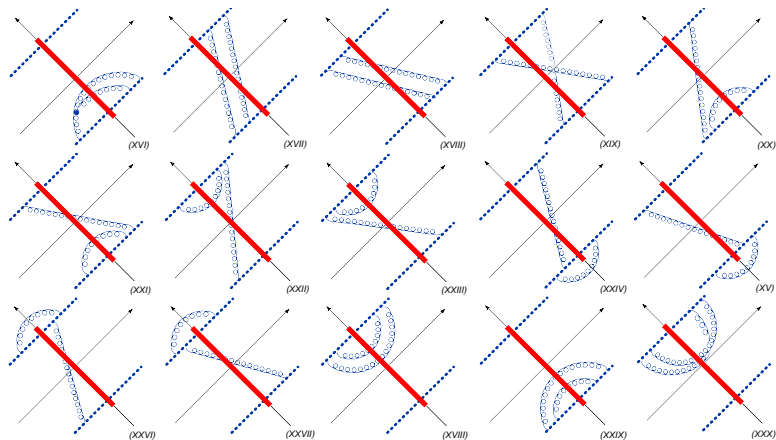 (XVI)
(XVII)
(XVIII)
(XIX)
(XX)
(XXI)
(XXII)
(XXIII)
(XXIV)
(XV)
(XXVI)
(XXVII)
(XVIII)
(XXIX)
(XXX)